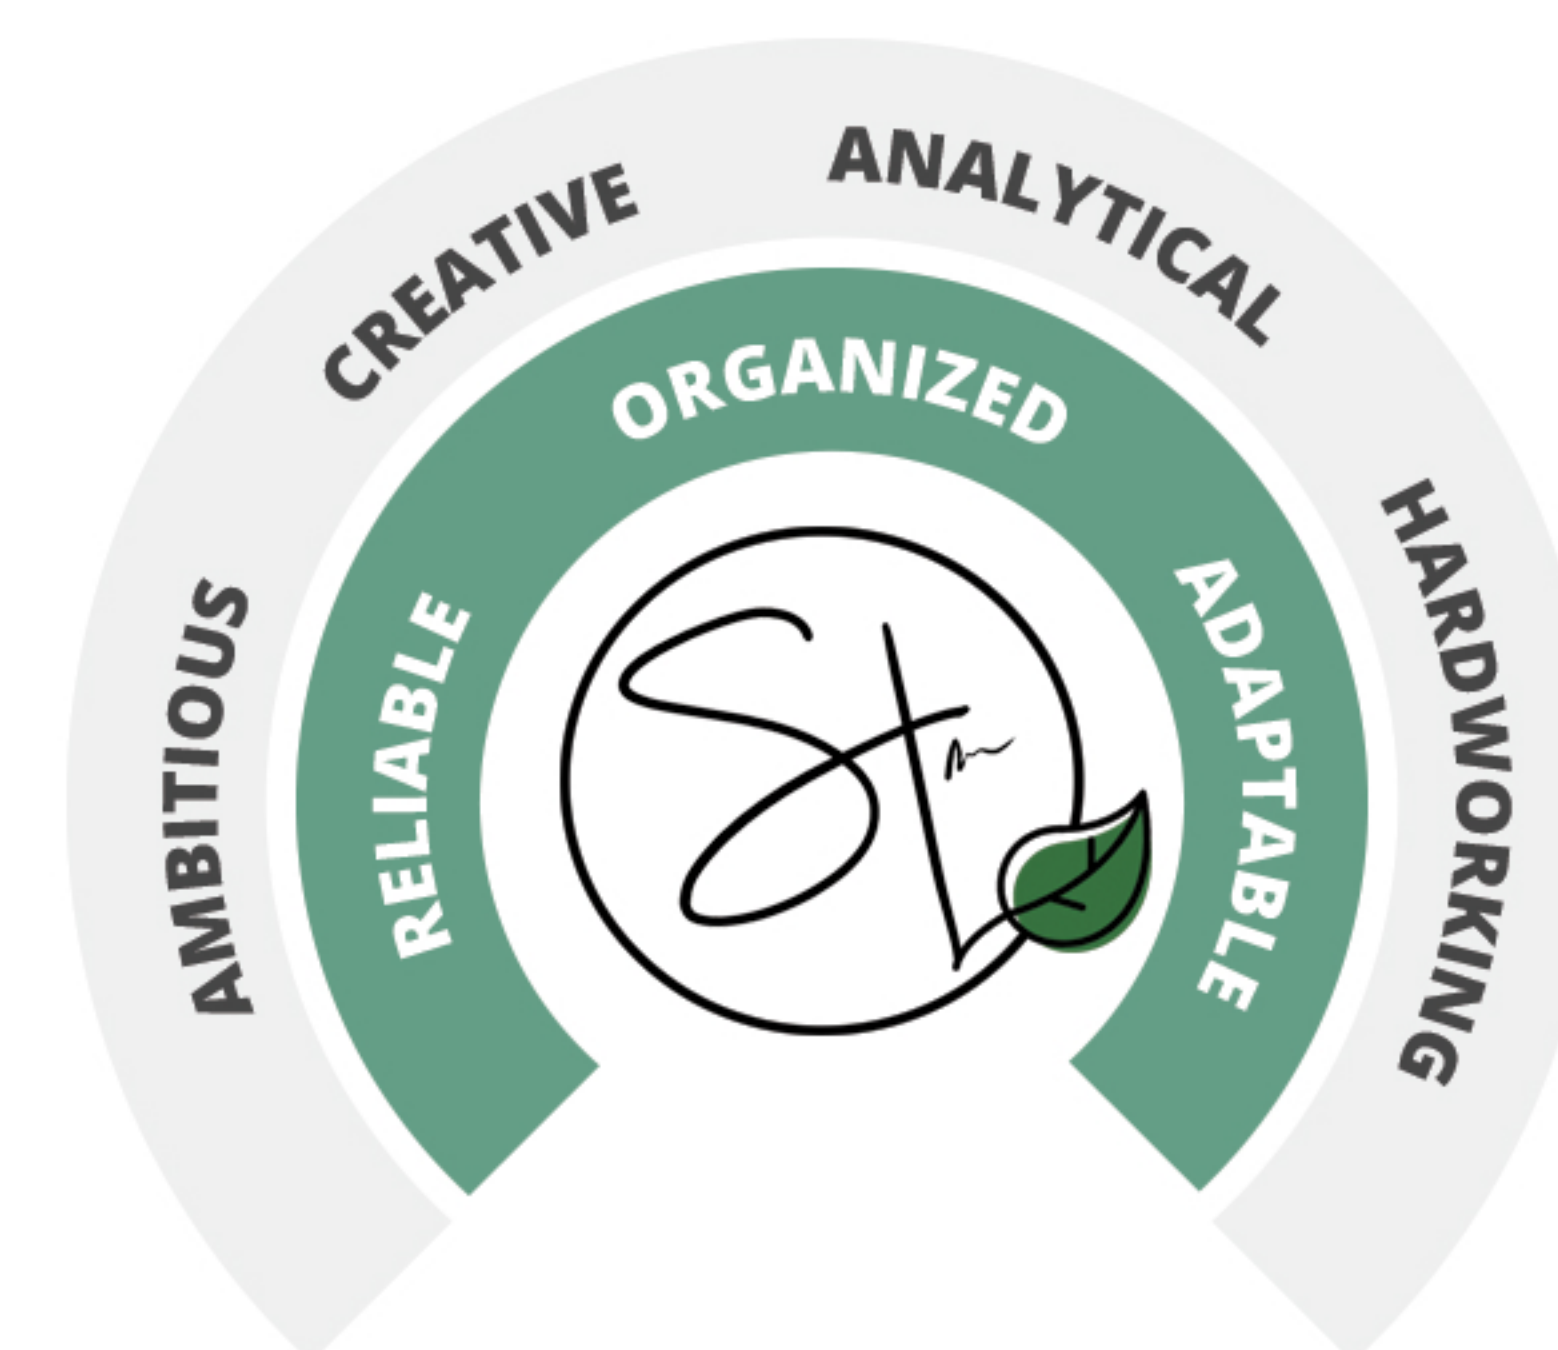 AMBITIOUS
CREATIVE
ANALYTICAL
HARDWORKING
RELIABLE
ORGANIZED
ADAPTABLE